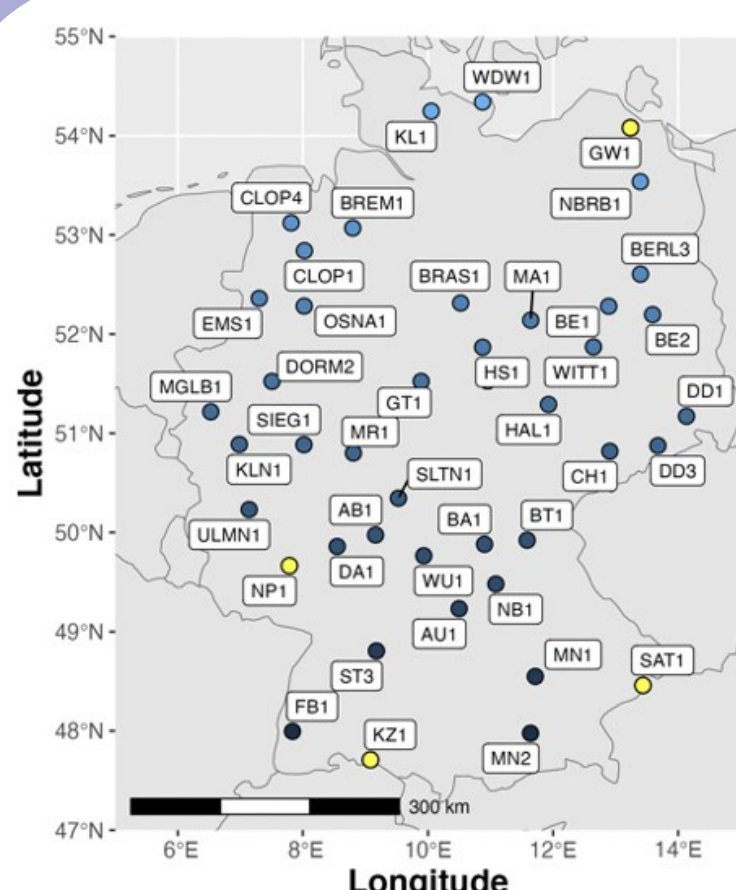 55°N
WDW1
54°N
KL1
GW1
CLOP4
BREM1
NBRB1
53°N
BERL3
CLOP1
BRAS1
MA1
EMS1
OSNA1
BE1
52°N
BE2
DORM2
HS1
WITT1
MGLB1
DD1
GT1
SIEG1
MR1
HAL1
51°N
KLN1
SLTN1
CH1
DD3
AB1
BA1
BT1
50°N
ULMN1
DA1
WU1
NP1
NB1
49°N
AU1
MN1
SAT1
ST3
FB1
48°N
KZ1
MN2
300 km
47°N
6°E 8°E 10°E 12°E 14°E
Latitude
Longitude